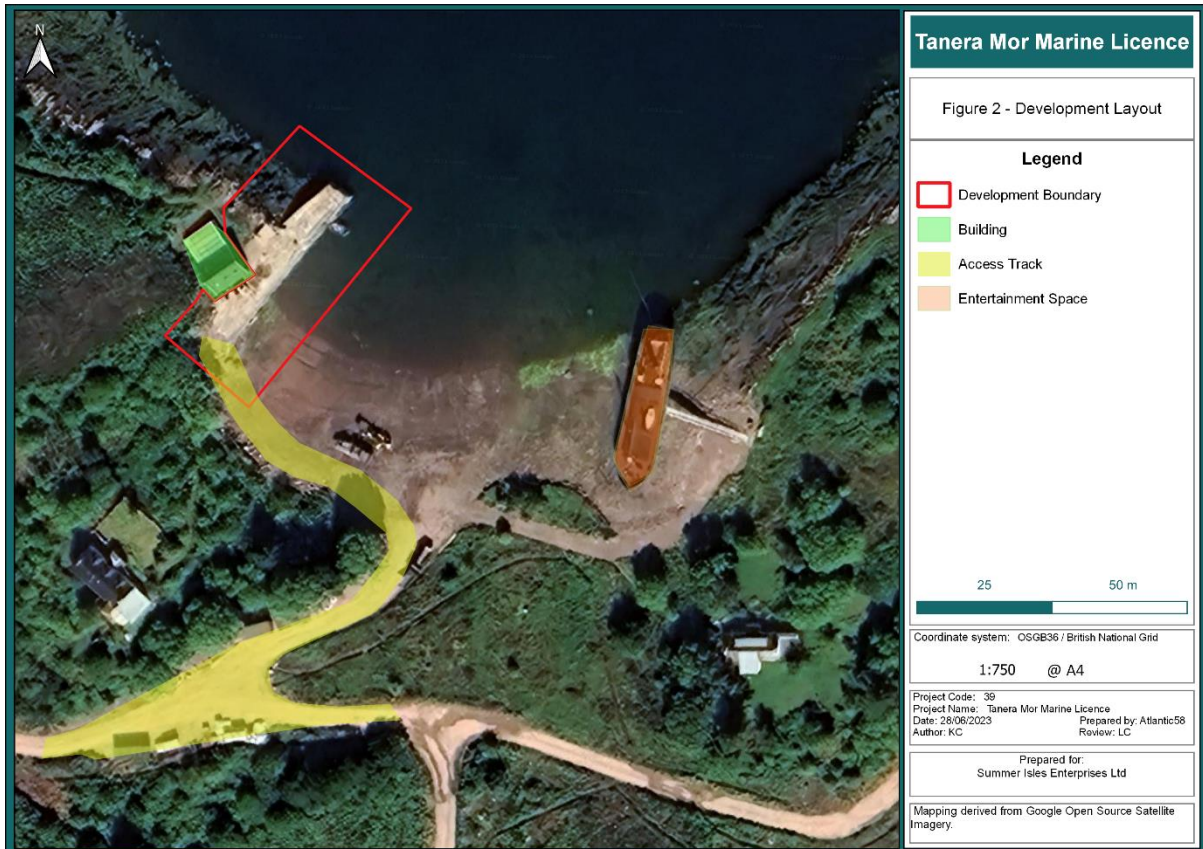 N
Tanera Mor Marine Licence
Figure 2 - Development Layout
Legend
Development Boundary
Building
Access Track
Entertainment Space
25 50 m
Coordinate system: OSGB36 / British National Grid
1:750 @ A4
Project Code: 39
Project Name: Tanera Mor Marine Licence
Date: 28/06/2023 Prepared by: Atlantic58
Author: KC Review: LC
Prepared for:
Summer Isles Enterprises Ltd
Mapping derived from Google Open Source Satellite
Imagery.